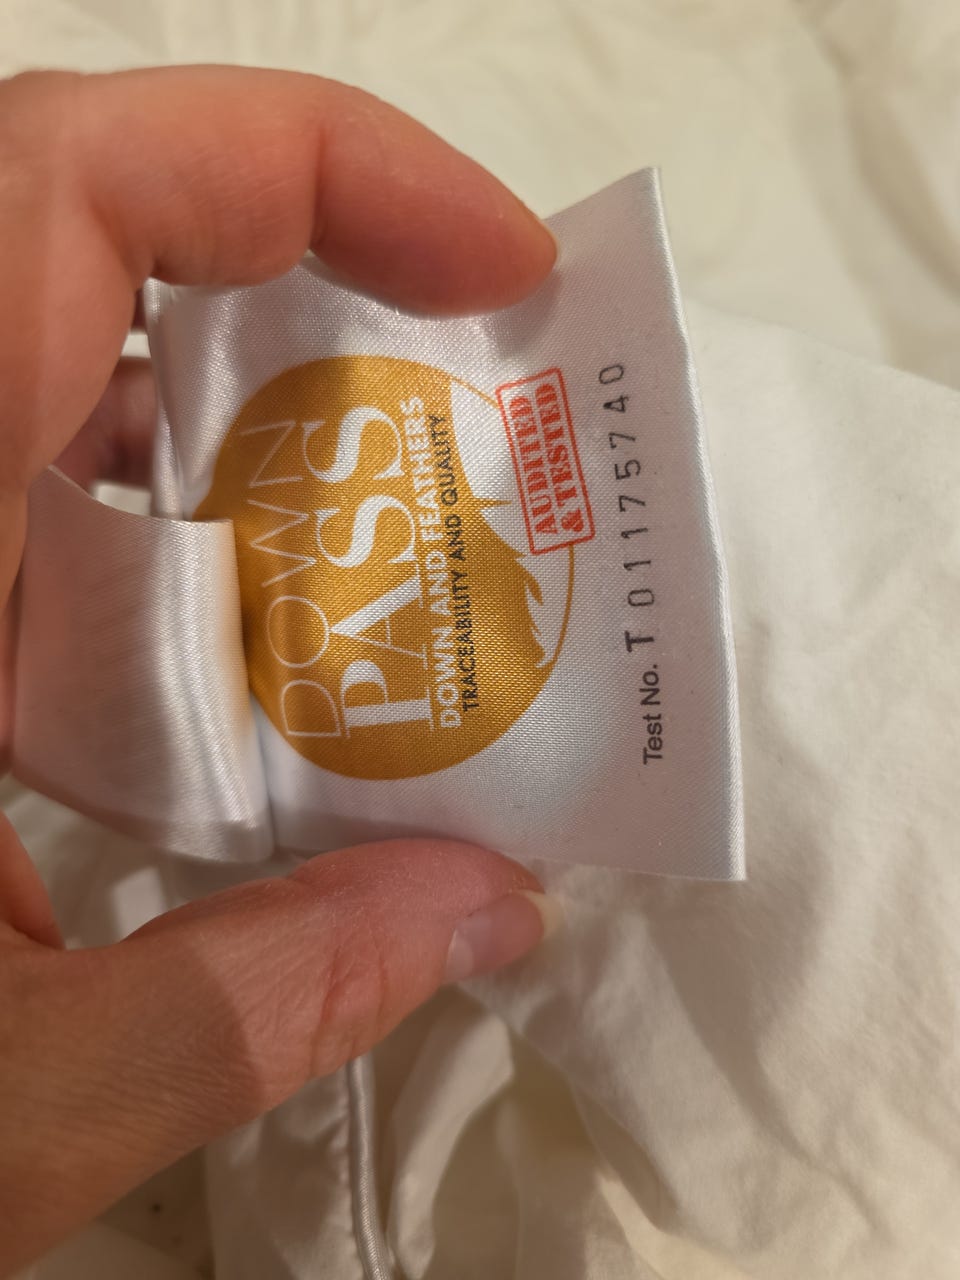 DOWN
PASS
DOWN AND FEATHERS
TRACEABILITY AND QUALITY
AUDITED
& TESTED
Test No. T 01175740